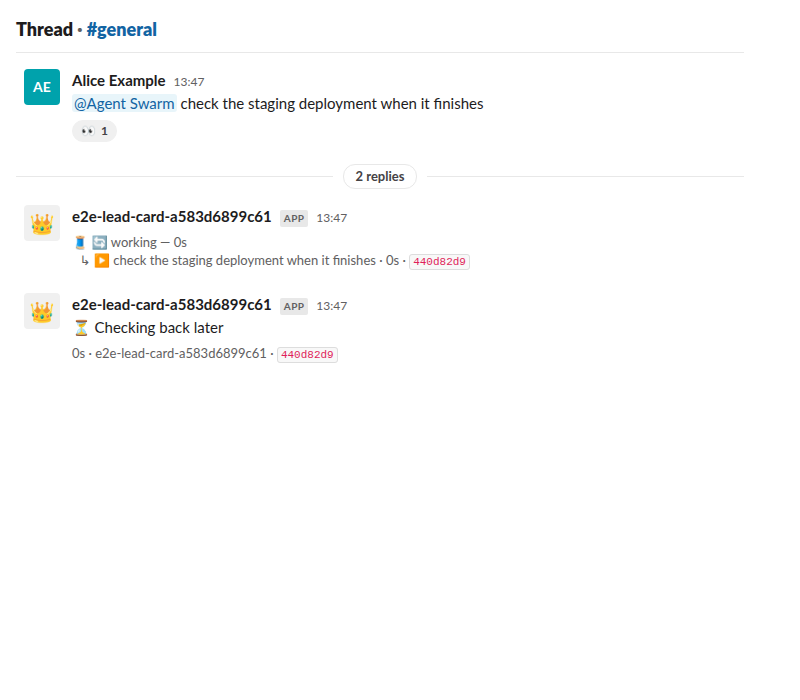 Thread • #general
AE
Alice Example 13:47
@Agent Swarm check the staging deployment when it finishes
👀 1
2 replies
e2e-lead-card-a583d6899c61 APP 13:47
🧵 🔄 working — 0s
↳ ▶️ check the staging deployment when it finishes · 0s · 440d82d9
e2e-lead-card-a583d6899c61 APP 13:47
⏳ Checking back later
0s · e2e-lead-card-a583d6899c61 · 440d82d9